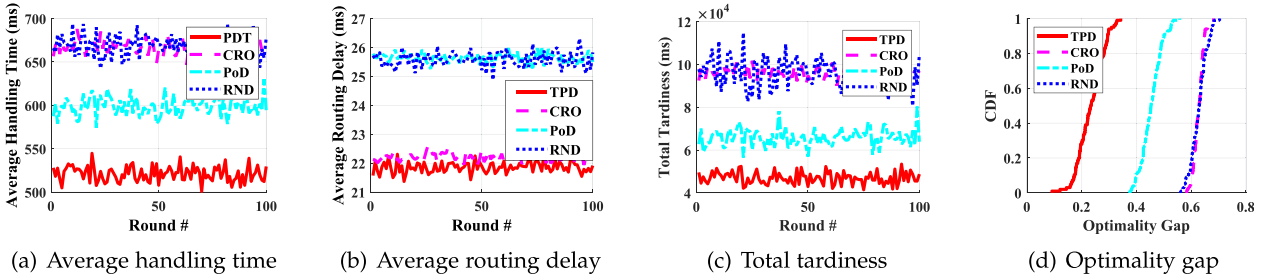 700
650
600
550
500
0
50
100
Average Handling Time (ms)
Round #
PDT
CRO
PoD
RND
(a) Average handling time
28
27
26
25
24
23
22
21
0
50
100
Average Routing Delay (ms)
Round #
TPD
CRO
PoD
RND
(b) Average routing delay
×10⁴
12
10
8
6
4
0
50
100
Total Tardiness (ms)
Round #
TPD
CRO
PoD
RND
(c) Total tardiness
1
0.8
0.6
0.4
0.2
0
0
0.2
0.4
0.6
0.8
CDF
Optimality Gap
TPD
CRO
PoD
RND
(d) Optimality gap